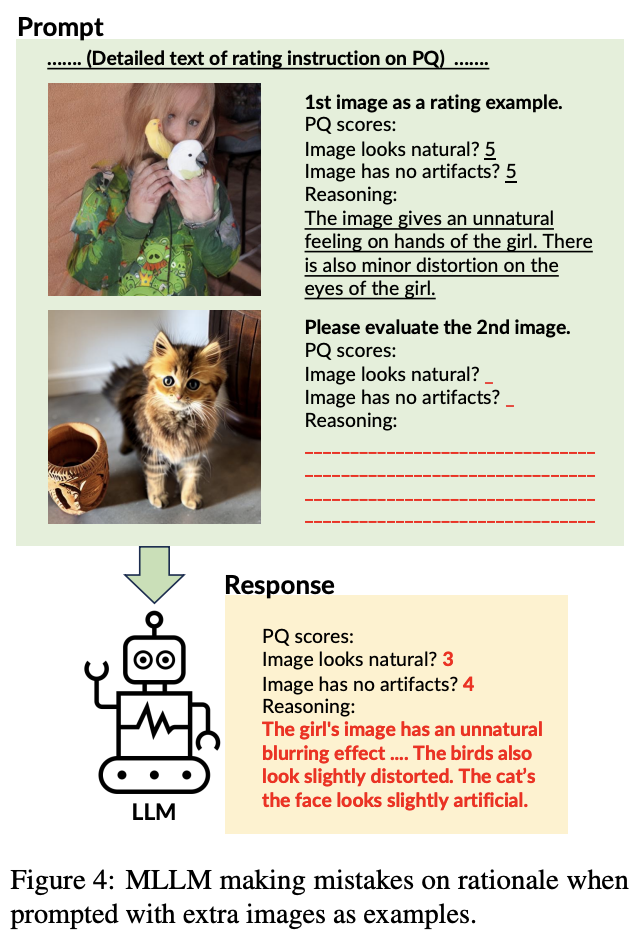 Prompt
....... (Detailed text of rating instruction on PQ) .......
1st image as a rating example.
PQ scores:
Image looks natural? 5
Image has no artifacts? 5
Reasoning:
The image gives an unnatural
feeling on hands of the girl. There
is also minor distortion on the
eyes of the girl.
Please evaluate the 2nd image.
PQ scores:
Image looks natural? _
Image has no artifacts? _
Reasoning:
Response
PQ scores:
Image looks natural? 3
Image has no artifacts? 4
Reasoning:
The girl's image has an unnatural
blurring effect .... The birds also
look slightly distorted. The cat's
the face looks slightly artificial.
LLM
Figure 4: MLLM making mistakes on rationale when
prompted with extra images as examples.